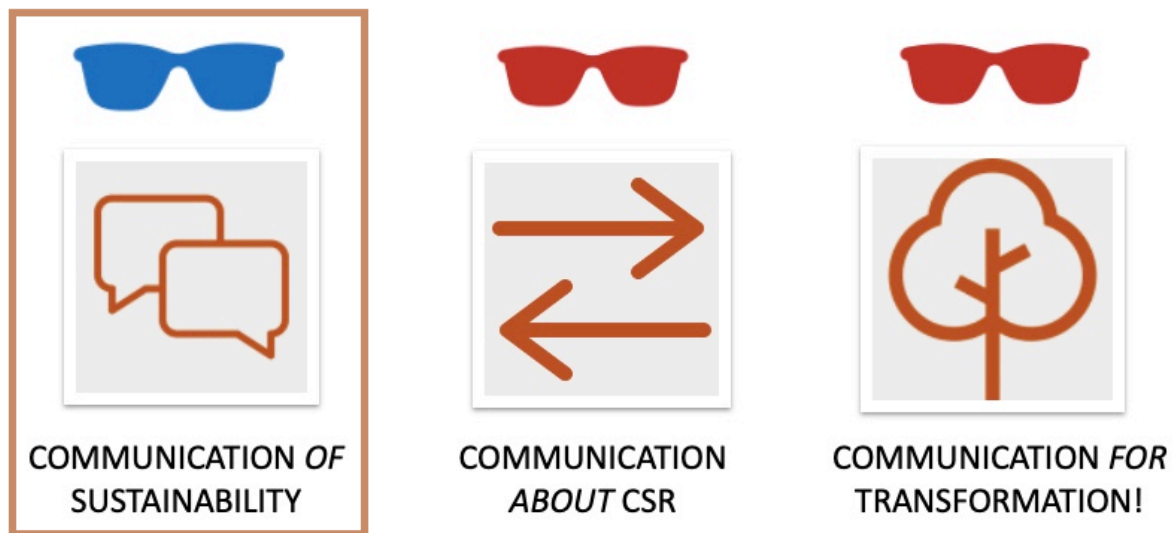 COMMUNICATION OF
SUSTAINABILITY
COMMUNICATION
ABOUT CSR
COMMUNICATION FOR
TRANSFORMATION!